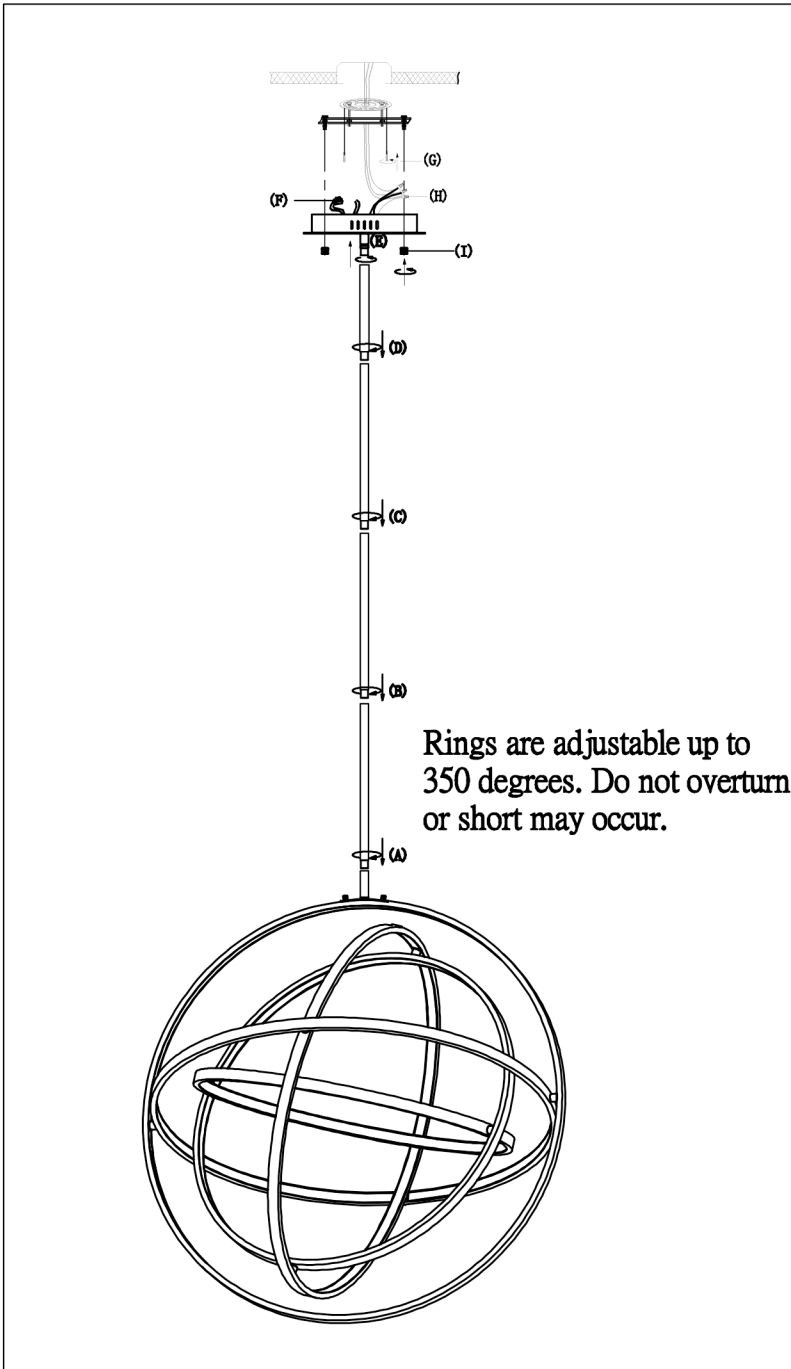 (G)
(F)
(H)
(E)
(I)
(D)
(C)
(B)
Rings are adjustable up to
350 degrees. Do not overturn
or short may occur.
(A)